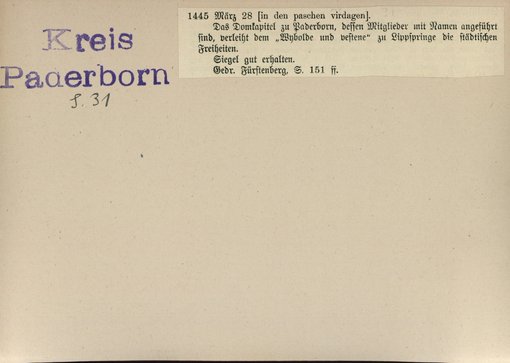 Kreis
Paderborn
S. 31
1445 März 28 [in den paschen virdagen].
Das Domkapitel zu Paderborn, dessen Mitglieder mit Namen angeführt
sind, verleiht dem „Wybolde und vestene" zu Lippspringe die städtischen
Freiheiten.
Siegel gut erhalten.
Gedr. Fürstenberg, S. 151 ff.